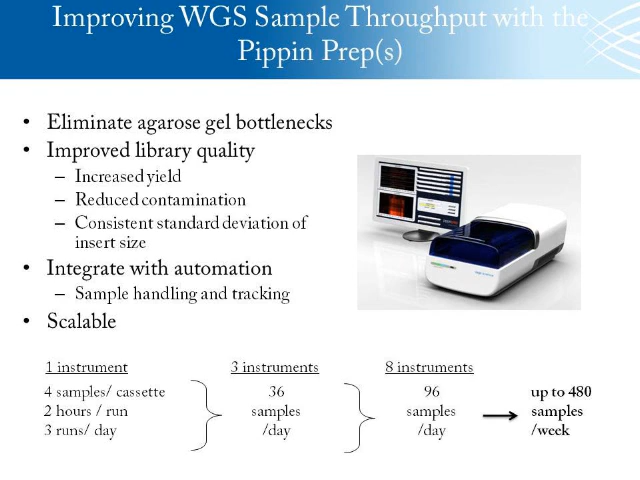 Improving WGS Sample Throughput with the
Pippin Prep(s)
• Eliminate agarose gel bottlenecks
• Improved library quality
– Increased yield
– Reduced contamination
– Consistent standard deviation of
insert size
• Integrate with automation
– Sample handling and tracking
• Scalable
1 instrument
4 samples/ cassette
2 hours / run
3 runs/ day
3 instruments
36
samples
/day
8 instruments
96
samples
/day
up to 480
samples
/week